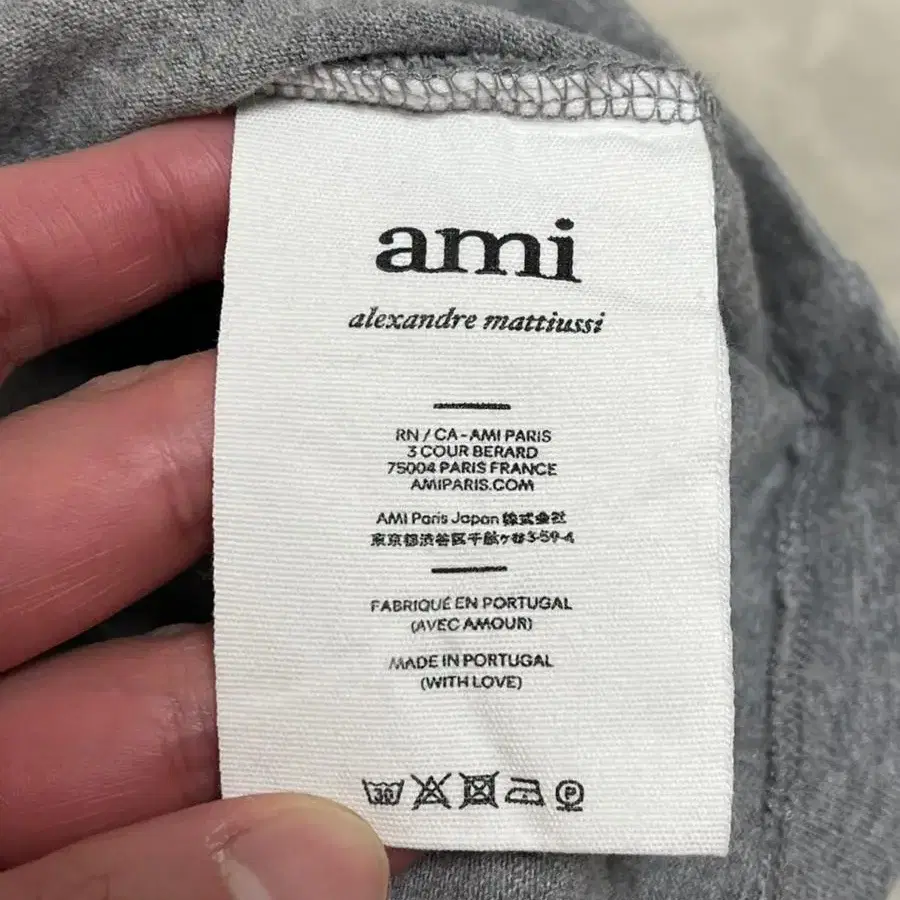 ami
alexandre mattiussi
RN / CA - AMI PARIS
3 COUR BERARD
75004 PARIS FRANCE
AMIPARIS.COM
AMI Paris Japan 株式会社
東京都渋谷区千駄ヶ谷3-59-4
FABRIQUÉ EN PORTUGAL
(AVEC AMOUR)
MADE IN PORTUGAL
(WITH LOVE)
30 P